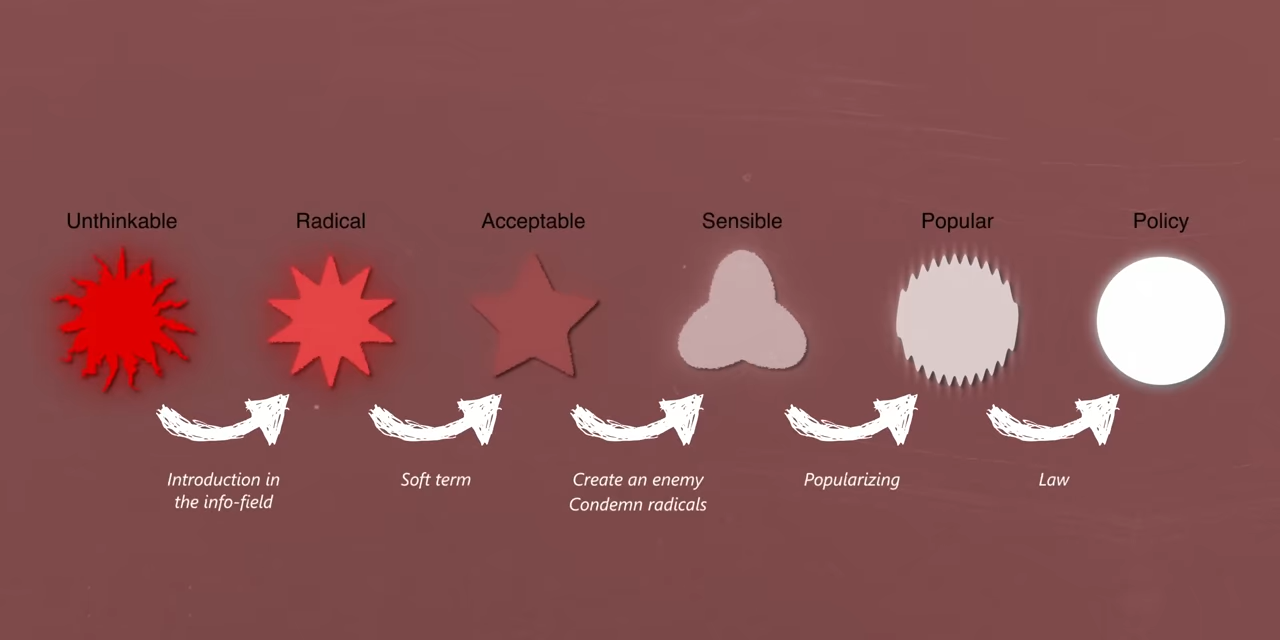 Unthinkable
Radical
Acceptable
Sensible
Popular
Policy
Introduction in
the info-field
Soft term
Create an enemy
Condemn radicals
Popularizing
Law